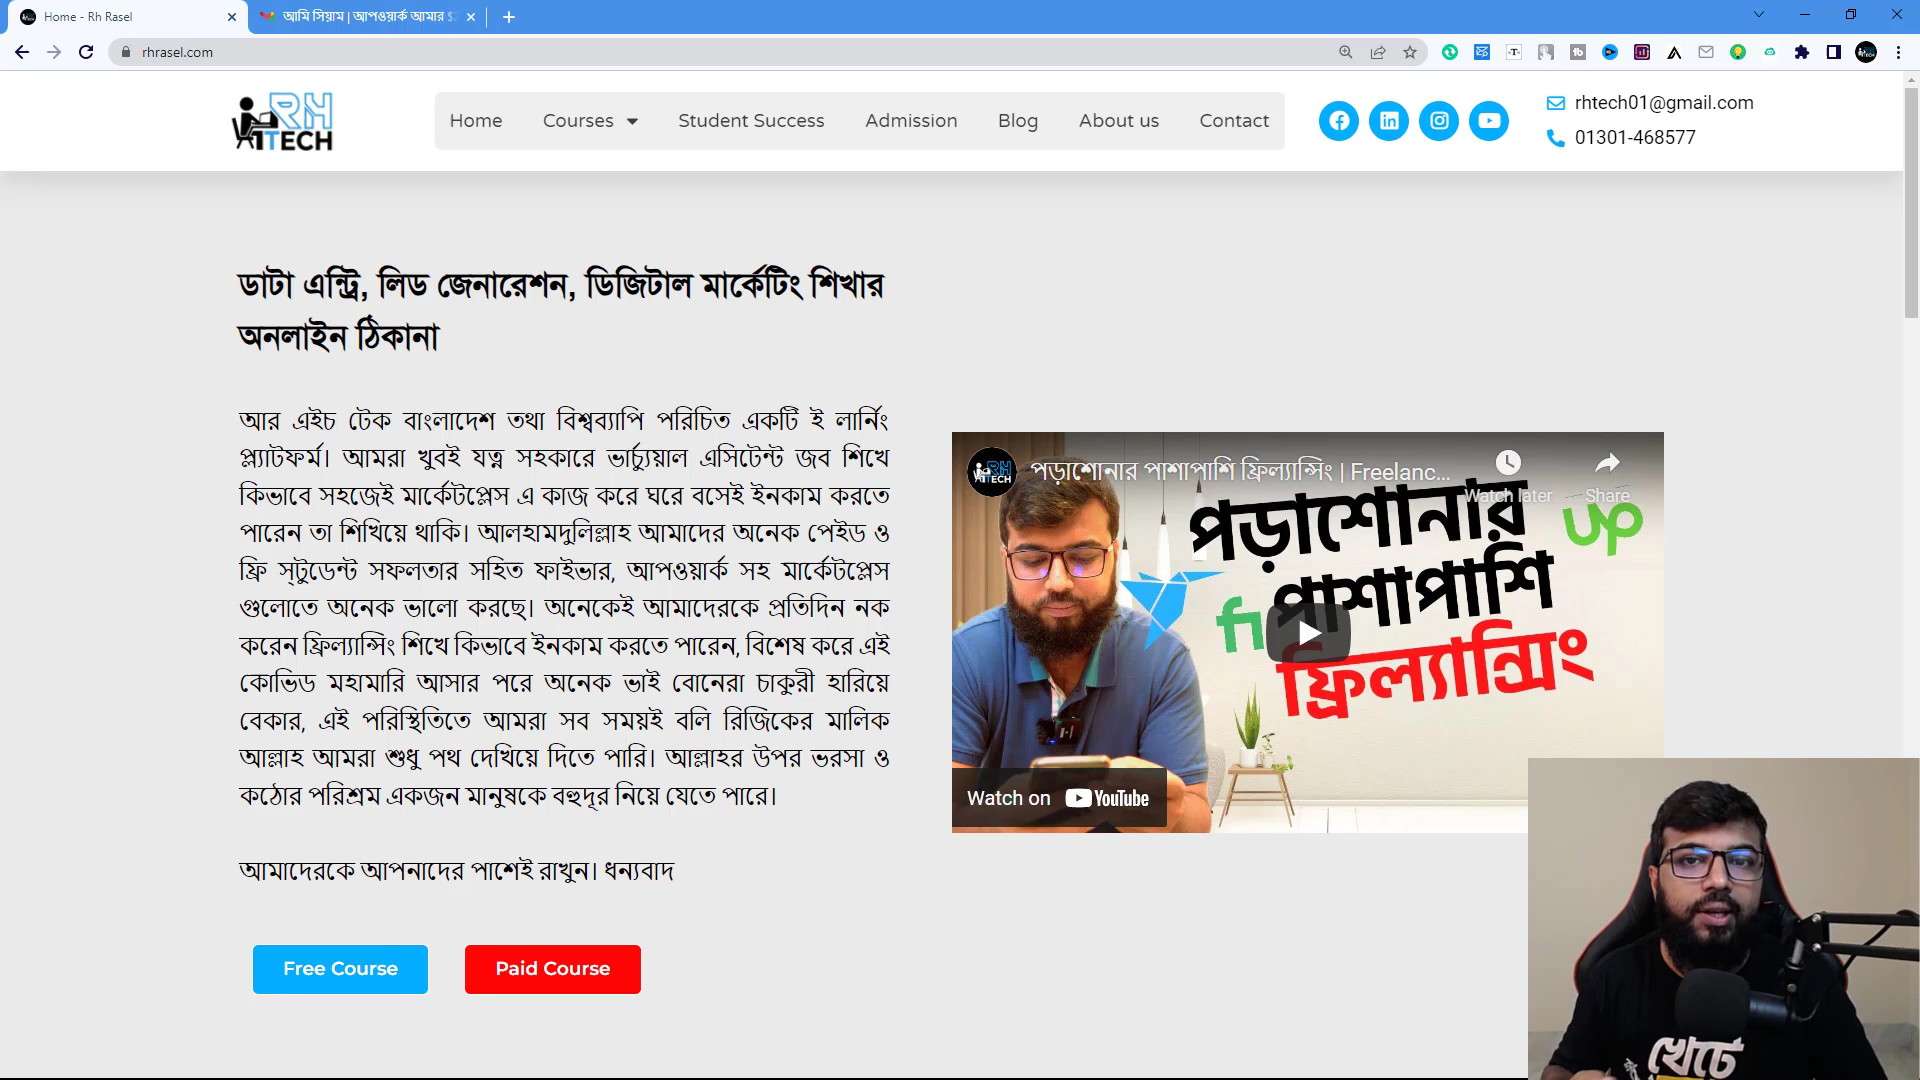 Home - Rh Rasel
আমি সিয়াম | আপওয়ার্ক আমার $
rhrasel.com
RH TECH
Home
Courses
Student Success
Admission
Blog
About us
Contact
rhtech01@gmail.com
01301-468577
ডাটা এন্ট্রি, লিড জেনারেশন, ডিজিটাল মার্কেটিং শিখার
অনলাইন ঠিকানা
আর এইচ টেক বাংলাদেশ তথা বিশ্বব্যাপি পরিচিত একটি ই লার্নিং
প্ল্যাটফর্ম। আমরা খুবই যত্ন সহকারে ভার্চ্যুয়াল এসিটেন্ট জব শিখে
কিভাবে সহজেই মার্কেটপ্লেস এ কাজ করে ঘরে বসেই ইনকাম করতে
পারেন তা শিখিয়ে থাকি। আলহামদুলিল্লাহ আমাদের অনেক পেইড ও
ফ্রি স্টুডেন্ট সফলতার সহিত ফাইভার, আপওয়ার্ক সহ মার্কেটপ্লেস
গুলোতে অনেক ভালো করছে। অনেকেই আমাদেরকে প্রতিদিন নক
করেন ফ্রিল্যান্সিং শিখে কিভাবে ইনকাম করতে পারেন, বিশেষ করে এই
কোভিড মহামারি আসার পরে অনেক ভাই বোনেরা চাকুরী হারিয়ে
বেকার, এই পরিস্থিতিতে আমরা সব সময়ই বলি রিজিকের মালিক
আল্লাহ আমরা শুধু পথ দেখিয়ে দিতে পারি। আল্লাহর উপর ভরসা ও
কঠোর পরিশ্রম একজন মানুষকে বহুদূর নিয়ে যেতে পারে।
আমাদেরকে আপনাদের পাশেই রাখুন। ধন্যবাদ
Free Course
Paid Course
RH TECH
পড়াশোনার পাশাপাশি ফ্রিল্যান্সিং | Freelanc...
Watch later
Share
পড়াশোনার
up
পাশাপাশি
fi
ফ্রিল্যান্সিং
Watch on YouTube
খেটে